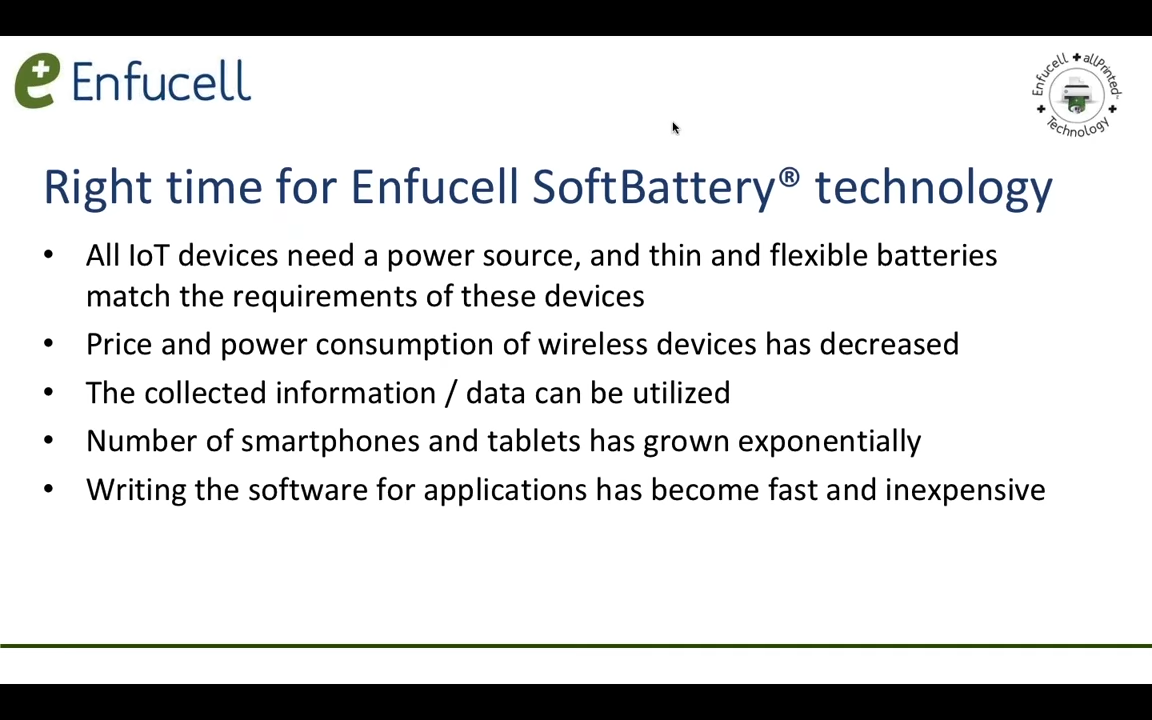 Enfucell
Enfucell + allPrinted™ + Technology +
Right time for Enfucell SoftBattery® technology
• All IoT devices need a power source, and thin and flexible batteries
match the requirements of these devices
• Price and power consumption of wireless devices has decreased
• The collected information / data can be utilized
• Number of smartphones and tablets has grown exponentially
• Writing the software for applications has become fast and inexpensive